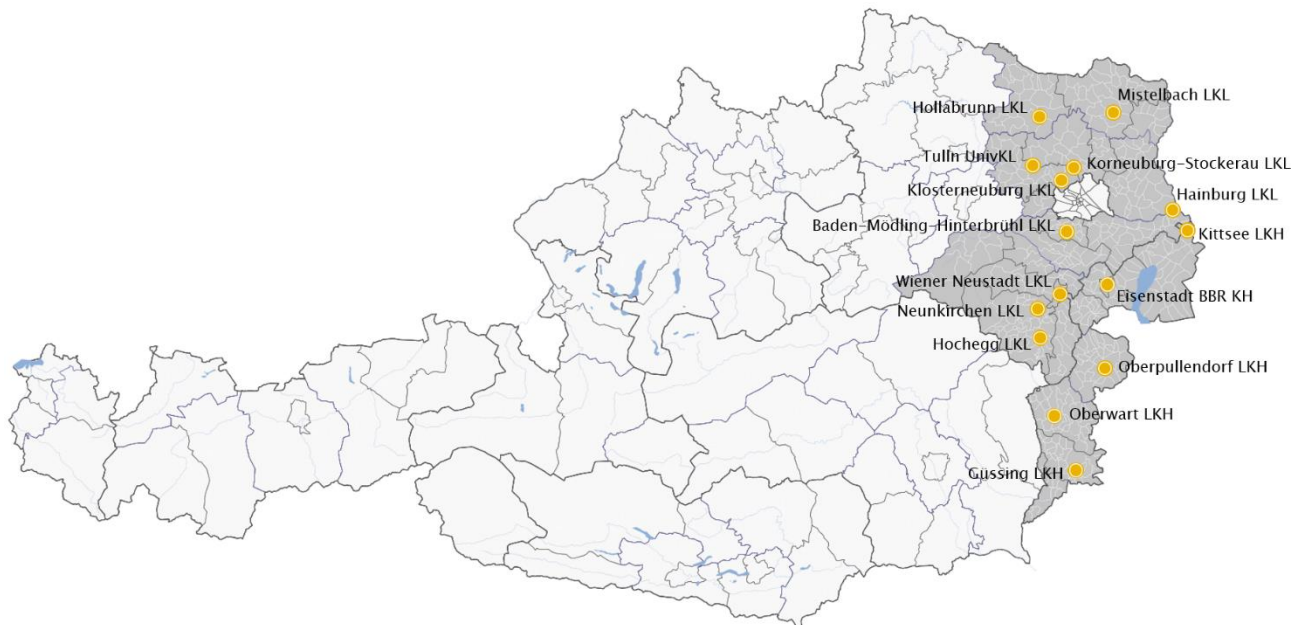 Mistelbach LKL
Hollabrunn LKL
Tulln UnivKL
Korneuburg-Stockerau LKL
Klosterneuburg LKL
Hainburg LKL
Baden-Mödling-Hinterbrühl LKL
Kittsee LKH
Wiener Neustadt LKL
Eisenstadt BBR KH
Neunkirchen LKL
Hochegg LKL
Oberpullendorf LKH
Oberwart LKH
Güssing LKH